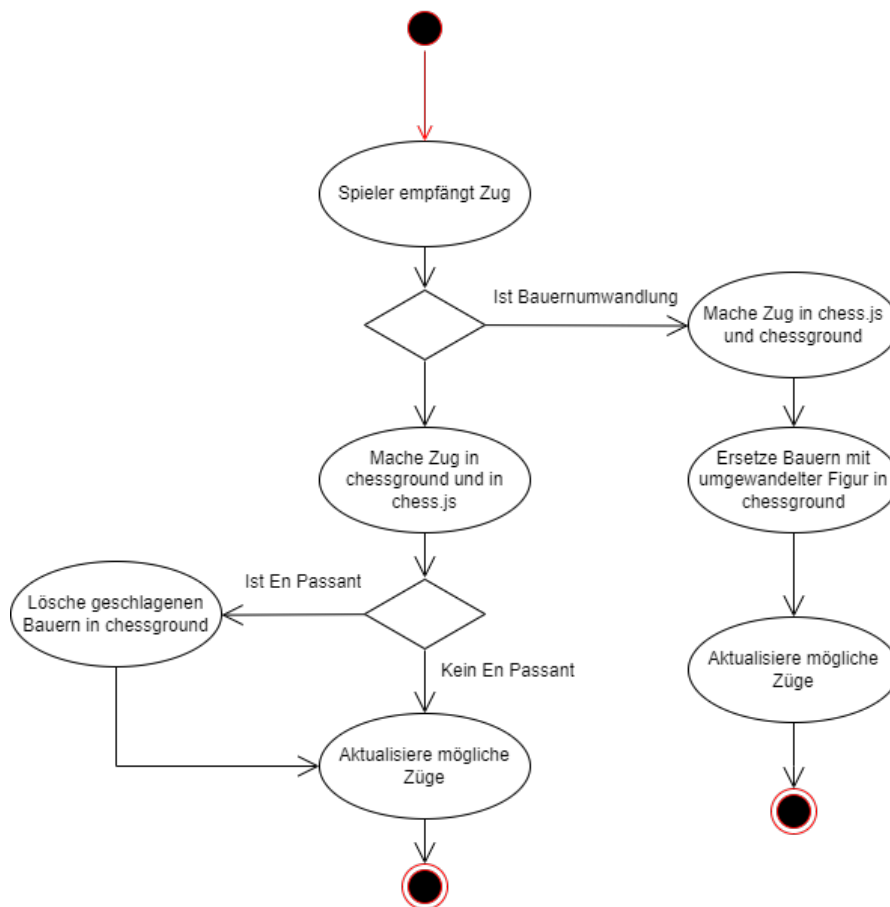 Spieler empfängt Zug
Ist Bauernumwandlung
Mache Zug in chess.js
und chessground
Mache Zug in
chessground und in
chess.js
Ersetze Bauern mit
umgewandelter Figur in
chessground
Ist En Passant
Lösche geschlagenen
Bauern in chessground
Kein En Passant
Aktualisiere mögliche
Züge
Aktualisiere mögliche
Züge